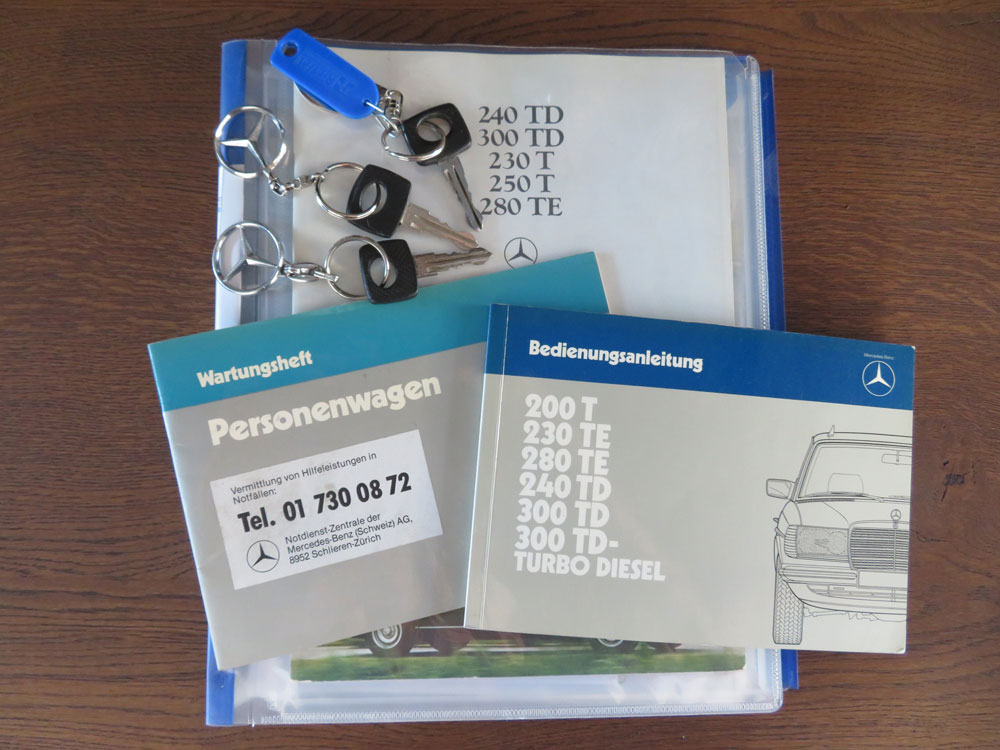 240 TD
300 TD
230 T
250 T
280 TE
Wartungsheft
Personenwagen
Vermittlung von Hilfeleistungen in
Notfällen:
Tel. 01 730 08 72
Notdienst-Zentrale der
Mercedes-Benz (Schweiz) AG,
8952 Schlieren-Zürich
Bedienungsanleitung
Mercedes-Benz
200 T
230 TE
280 TE
240 TD
300 TD
300 TD-
TURBO DIESEL